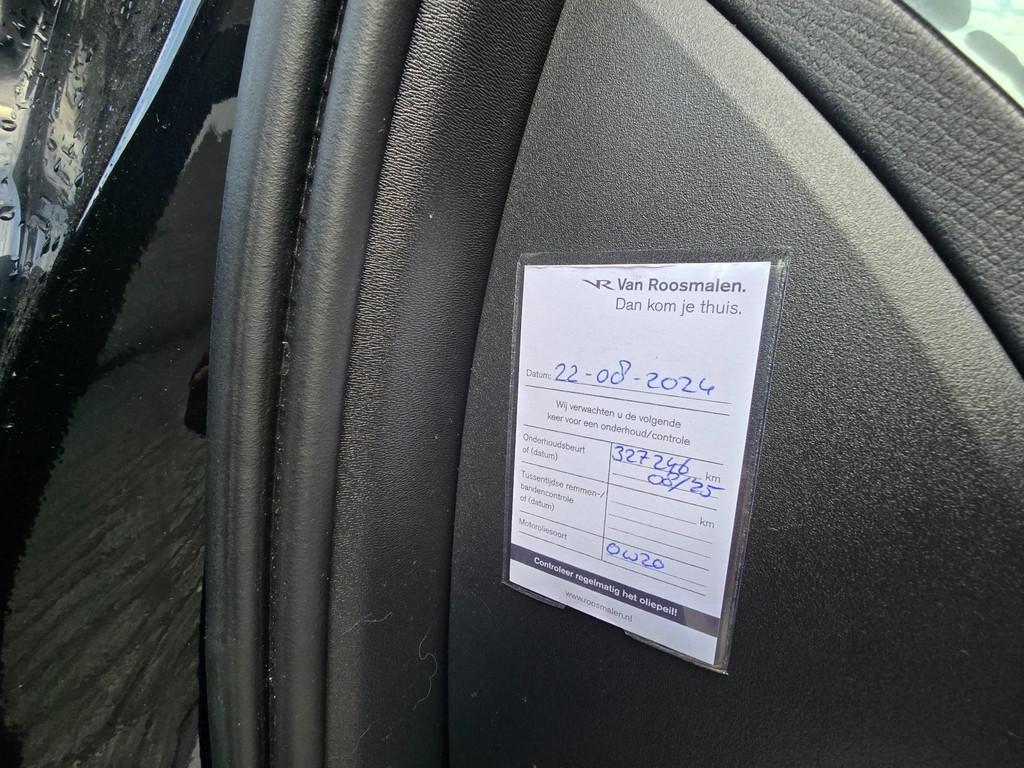 VR Van Roosmalen.
Dan kom je thuis.
Datum: 22-08-2024
Wij verwachten u de volgende
keer voor een onderhoud/controle
Onderhoudsbeurt
of (datum)
327246 km
08/25
Tussentijdse remmen-/
bandencontrole
of (datum)
km
Motoroliesoort
0W20
Controleer regelmatig het oliepeil!
www.roosmalen.nl